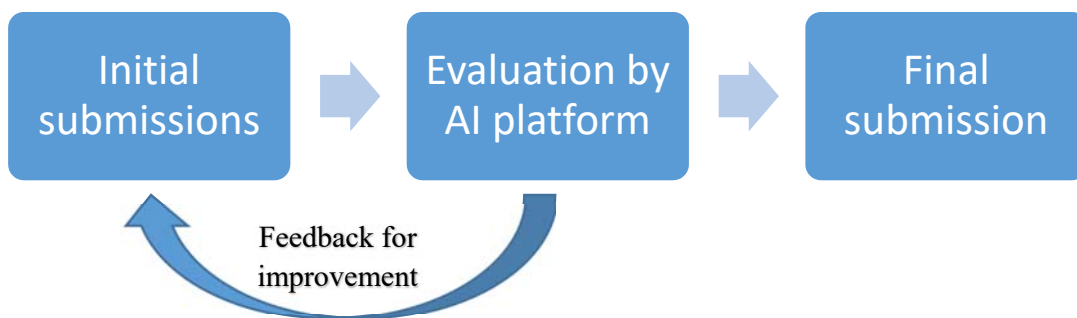 Initial
submissions
Evaluation by
AI platform
Final
submission
Feedback for
improvement